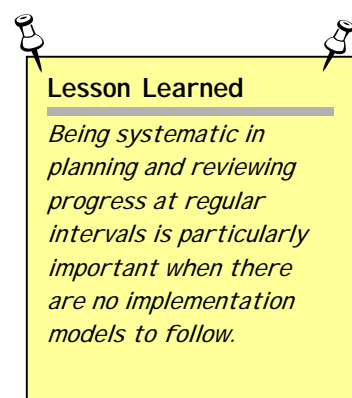 Lesson Learned
Being systematic in
planning and reviewing
progress at regular
intervals is particularly
important when there
are no implementation
models to follow.